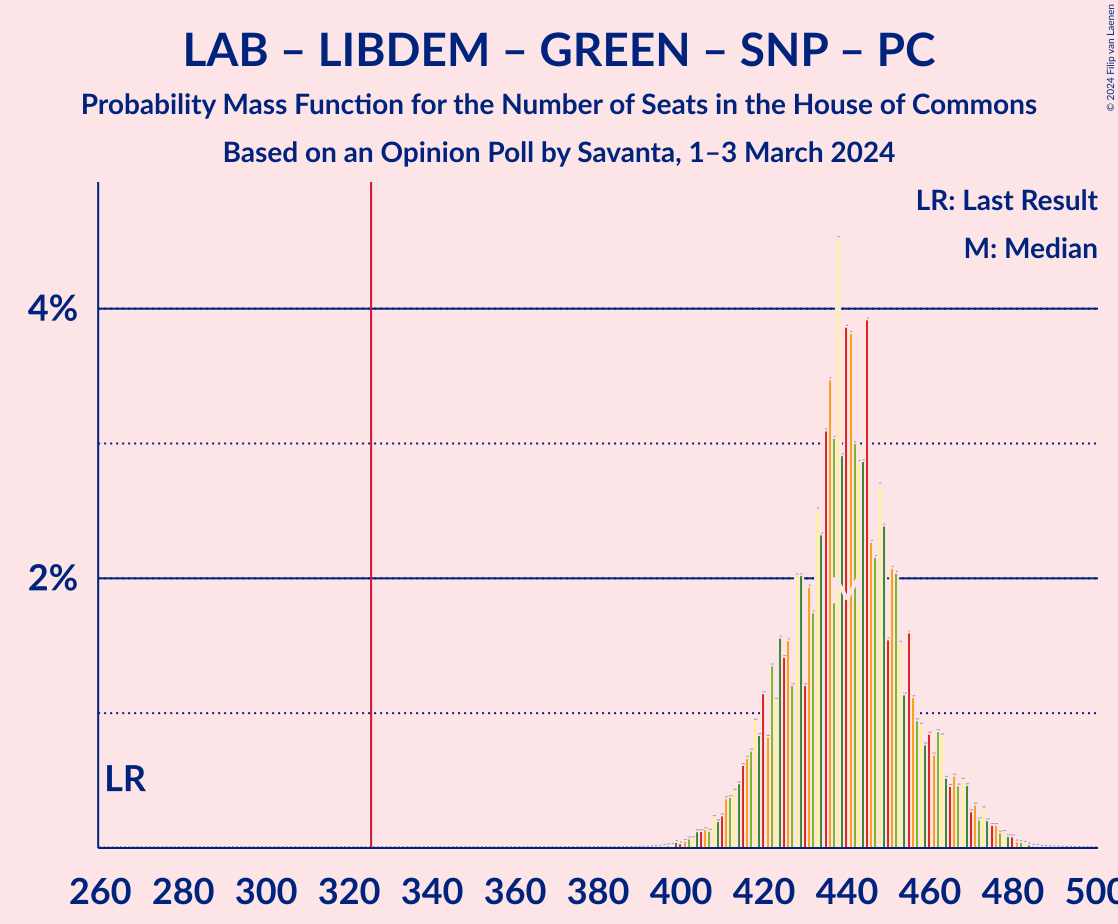 LAB – LIBDEM – GREEN – SNP – PC
Probability Mass Function for the Number of Seats in the House of Commons
Based on an Opinion Poll by Savanta, 1–3 March 2024
© 2024 Filip van Laenen
LR: Last Result
M: Median
4%
2%
M
LR
260 280 300 320 340 360 380 400 420 440 460 480 500